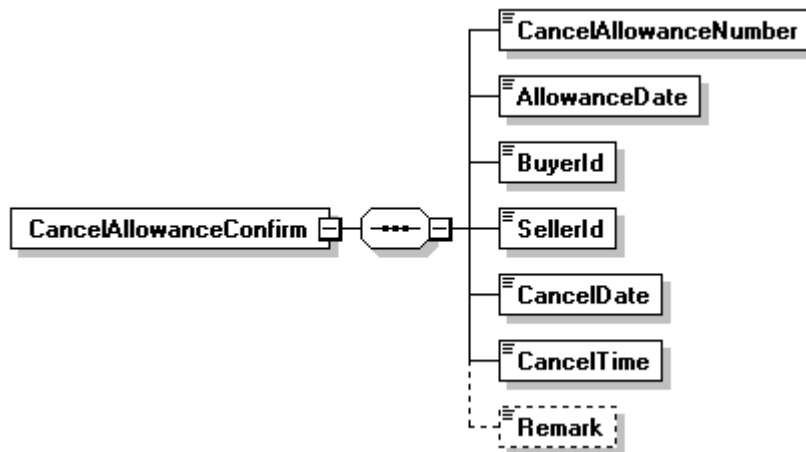 CancelAllowanceNumber
AllowanceDate
BuyerId
CancelAllowanceConfirm
SellerId
CancelDate
CancelTime
Remark